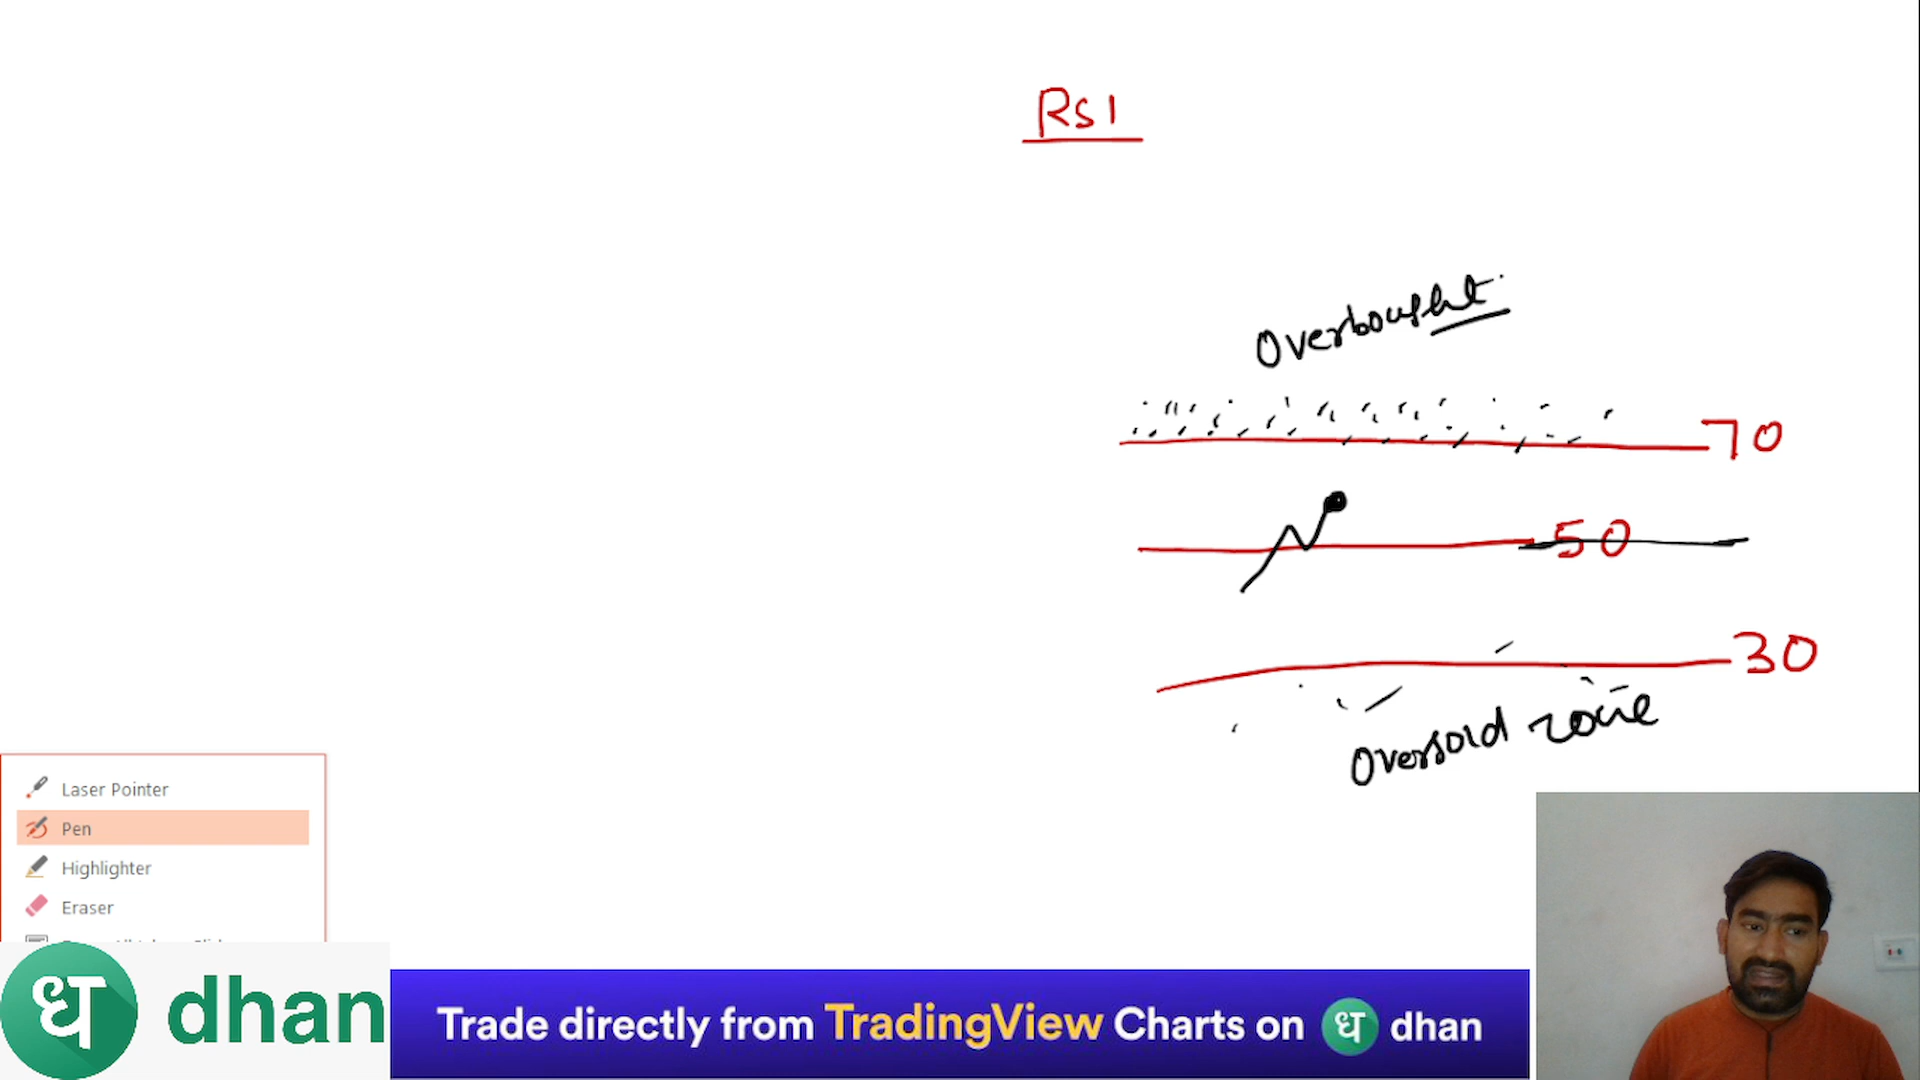 RSI
Overbought
70
50
30
Oversold zone
Laser Pointer
Pen
Highlighter
Eraser
ध dhan
Trade directly from TradingView Charts on ध dhan